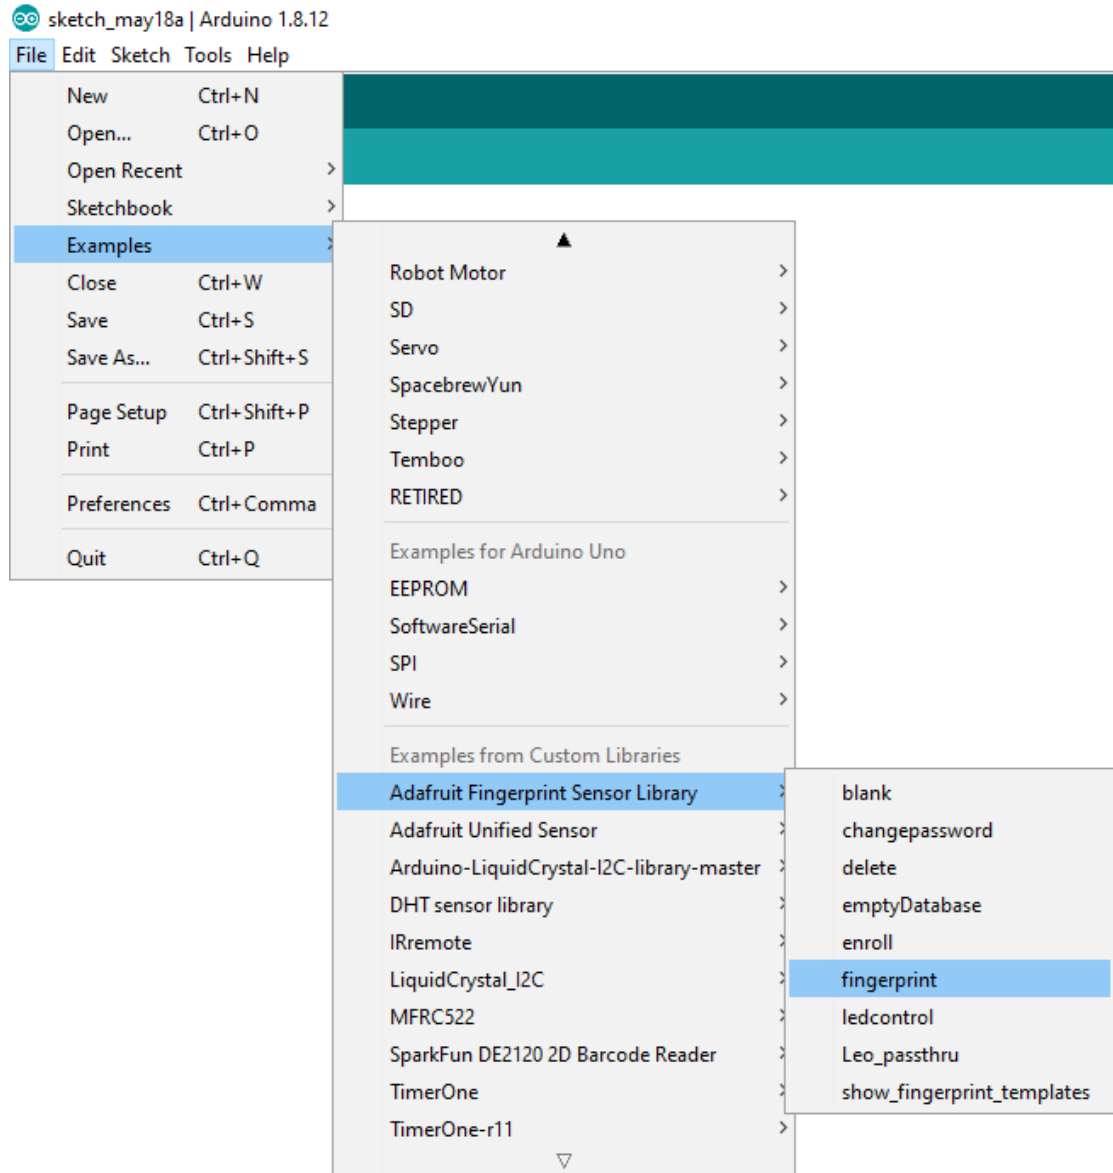 sketch_may18a | Arduino 1.8.12
File Edit Sketch Tools Help
New Ctrl+N
Open... Ctrl+O
Open Recent
Sketchbook
Examples
Close Ctrl+W
Save Ctrl+S
Save As... Ctrl+Shift+S
Page Setup Ctrl+Shift+P
Print Ctrl+P
Preferences Ctrl+Comma
Quit Ctrl+Q
Robot Motor
SD
Servo
SpacebrewYun
Stepper
Temboo
RETIRED
Examples for Arduino Uno
EEPROM
SoftwareSerial
SPI
Wire
Examples from Custom Libraries
Adafruit Fingerprint Sensor Library
Adafruit Unified Sensor
Arduino-LiquidCrystal-I2C-library-master
DHT sensor library
IRremote
LiquidCrystal_I2C
MFRC522
SparkFun DE2120 2D Barcode Reader
TimerOne
TimerOne-r11
blank
changepassword
delete
emptyDatabase
enroll
fingerprint
ledcontrol
Leo_passthru
show_fingerprint_templates